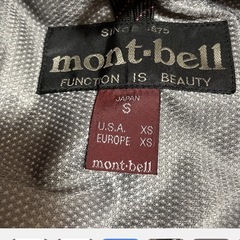 SINCE 1975
mont-bell
FUNCTION IS BEAUTY
JAPAN
S
U.S.A. XS
EUROPE XS
mont-bell